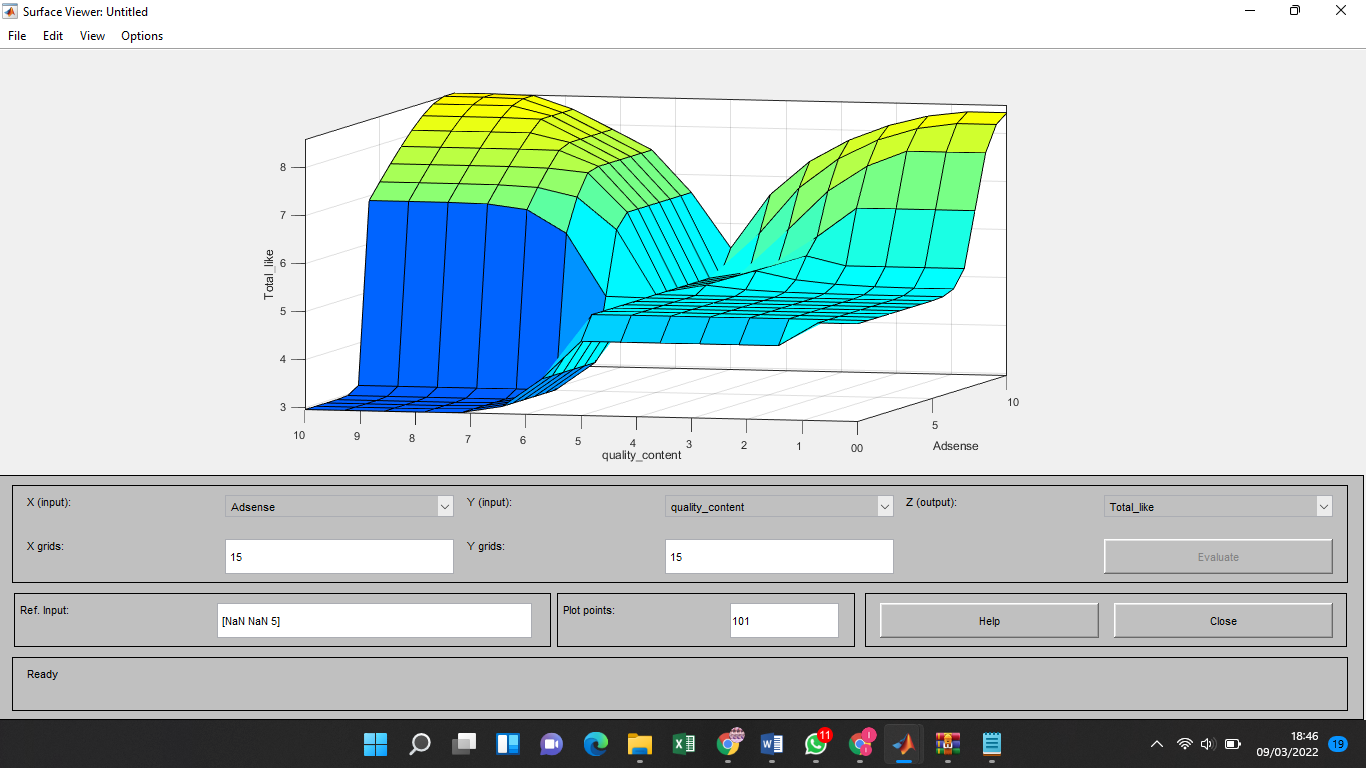 Surface Viewer: Untitled
File Edit View Options
8
7
6
5
4
3
Total_like
10 9 8 7 6 5 4 3 2 1 00
quality_content
5
10
Adsense
X (input): Adsense Y (input): quality_content Z (output): Total_like
X grids: 15 Y grids: 15 Evaluate
Ref. Input: [NaN NaN 5] Plot points: 101 Help Close
Ready
11
18:46
09/03/2022
19